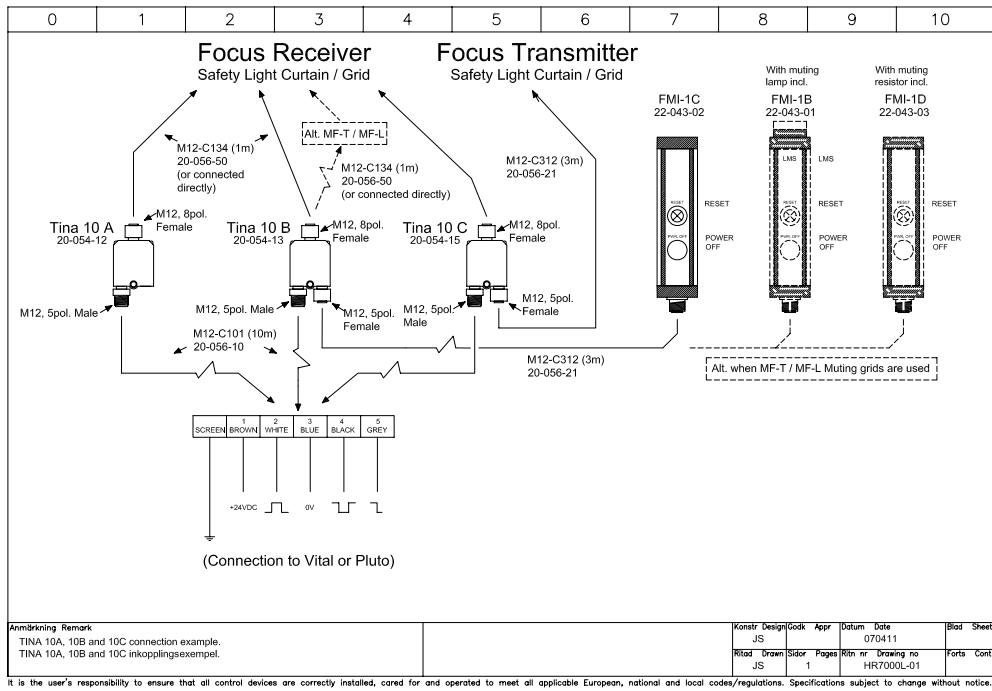 0 1 2 3 4 5 6 7 8 9 10
Focus Receiver
Safety Light Curtain / Grid
Focus Transmitter
Safety Light Curtain / Grid
With muting
lamp incl.
With muting
resistor incl.
FMI-1C
22-043-02
FMI-1B
22-043-01
FMI-1D
22-043-03
Alt. MF-T / MF-L
M12-C134 (1m)
20-056-50
(or connected
directly)
M12-C134 (1m)
20-056-50
(or connected directly)
M12-C312 (3m)
20-056-21
LMS
LMS
RESET
RESET
RESET
RESET
RESET
RESET
PWR. OFF
POWER
OFF
PWR. OFF
POWER
OFF
PWR. OFF
POWER
OFF
Tina 10 A
20-054-12
M12, 8pol.
Female
Tina 10 B
20-054-13
M12, 8pol.
Female
Tina 10 C
20-054-15
M12, 8pol.
Female
M12, 5pol. Male
M12, 5pol. Male
M12, 5pol.
Female
M12, 5pol.
Male
M12, 5pol.
Female
M12-C101 (10m)
20-056-10
M12-C312 (3m)
20-056-21
Alt. when MF-T / MF-L Muting grids are used
SCREEN
1
BROWN
2
WHITE
3
BLUE
4
BLACK
5
GREY
+24VDC
0V
(Connection to Vital or Pluto)
Anmärkning Remark
TINA 10A, 10B and 10C connection example.
TINA 10A, 10B and 10C inkopplingsexempel.
Konstr Design
JS
Godk Appr
Datum Date
070411
Blad Sheet
Ritad Drawn
JS
Sidor Pages
1
Ritn nr Drawing no
HR7000L-01
Forts Cont
It is the user's responsibility to ensure that all control devices are correctly installed, cared for and operated to meet all applicable European, national and local codes/regulations. Specifications subject to change without notice.